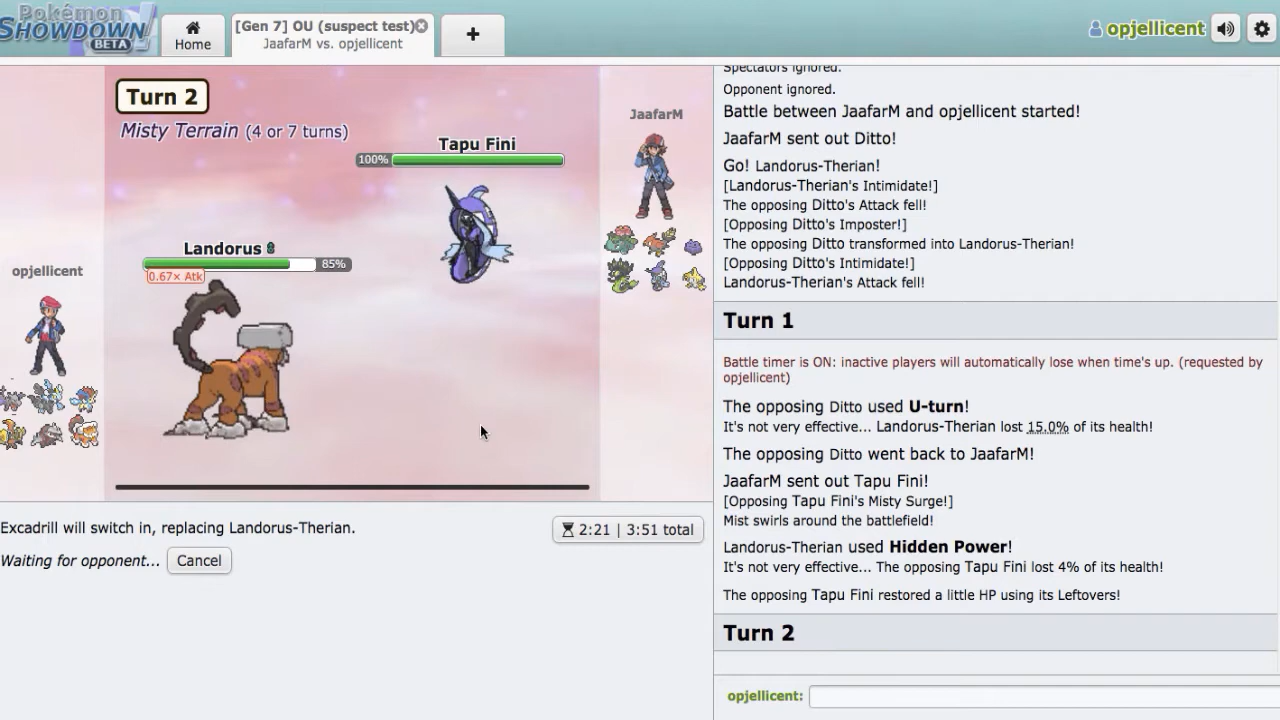 Pokémon
SHOWDOWN!
BETA
Home
[Gen 7] OU (suspect test)
JaafarM vs. opjellicent
+
opjellicent
Turn 2
Misty Terrain (4 or 7 turns)
Tapu Fini
100%
Landorus
85%
0.67× Atk
opjellicent
JaafarM
Excadrill will switch in, replacing Landorus-Therian.
2:21 | 3:51 total
Waiting for opponent...
Cancel
Spectators ignored.
Opponent ignored.
Battle between JaafarM and opjellicent started!
JaafarM sent out Ditto!
Go! Landorus-Therian!
[Landorus-Therian's Intimidate!]
The opposing Ditto's Attack fell!
[Opposing Ditto's Imposter!]
The opposing Ditto transformed into Landorus-Therian!
[Opposing Ditto's Intimidate!]
Landorus-Therian's Attack fell!
Turn 1
Battle timer is ON: inactive players will automatically lose when time's up. (requested by
opjellicent)
The opposing Ditto used U-turn!
It's not very effective... Landorus-Therian lost 15.0% of its health!
The opposing Ditto went back to JaafarM!
JaafarM sent out Tapu Fini!
[Opposing Tapu Fini's Misty Surge!]
Mist swirls around the battlefield!
Landorus-Therian used Hidden Power!
It's not very effective... The opposing Tapu Fini lost 4% of its health!
The opposing Tapu Fini restored a little HP using its Leftovers!
Turn 2
opjellicent: